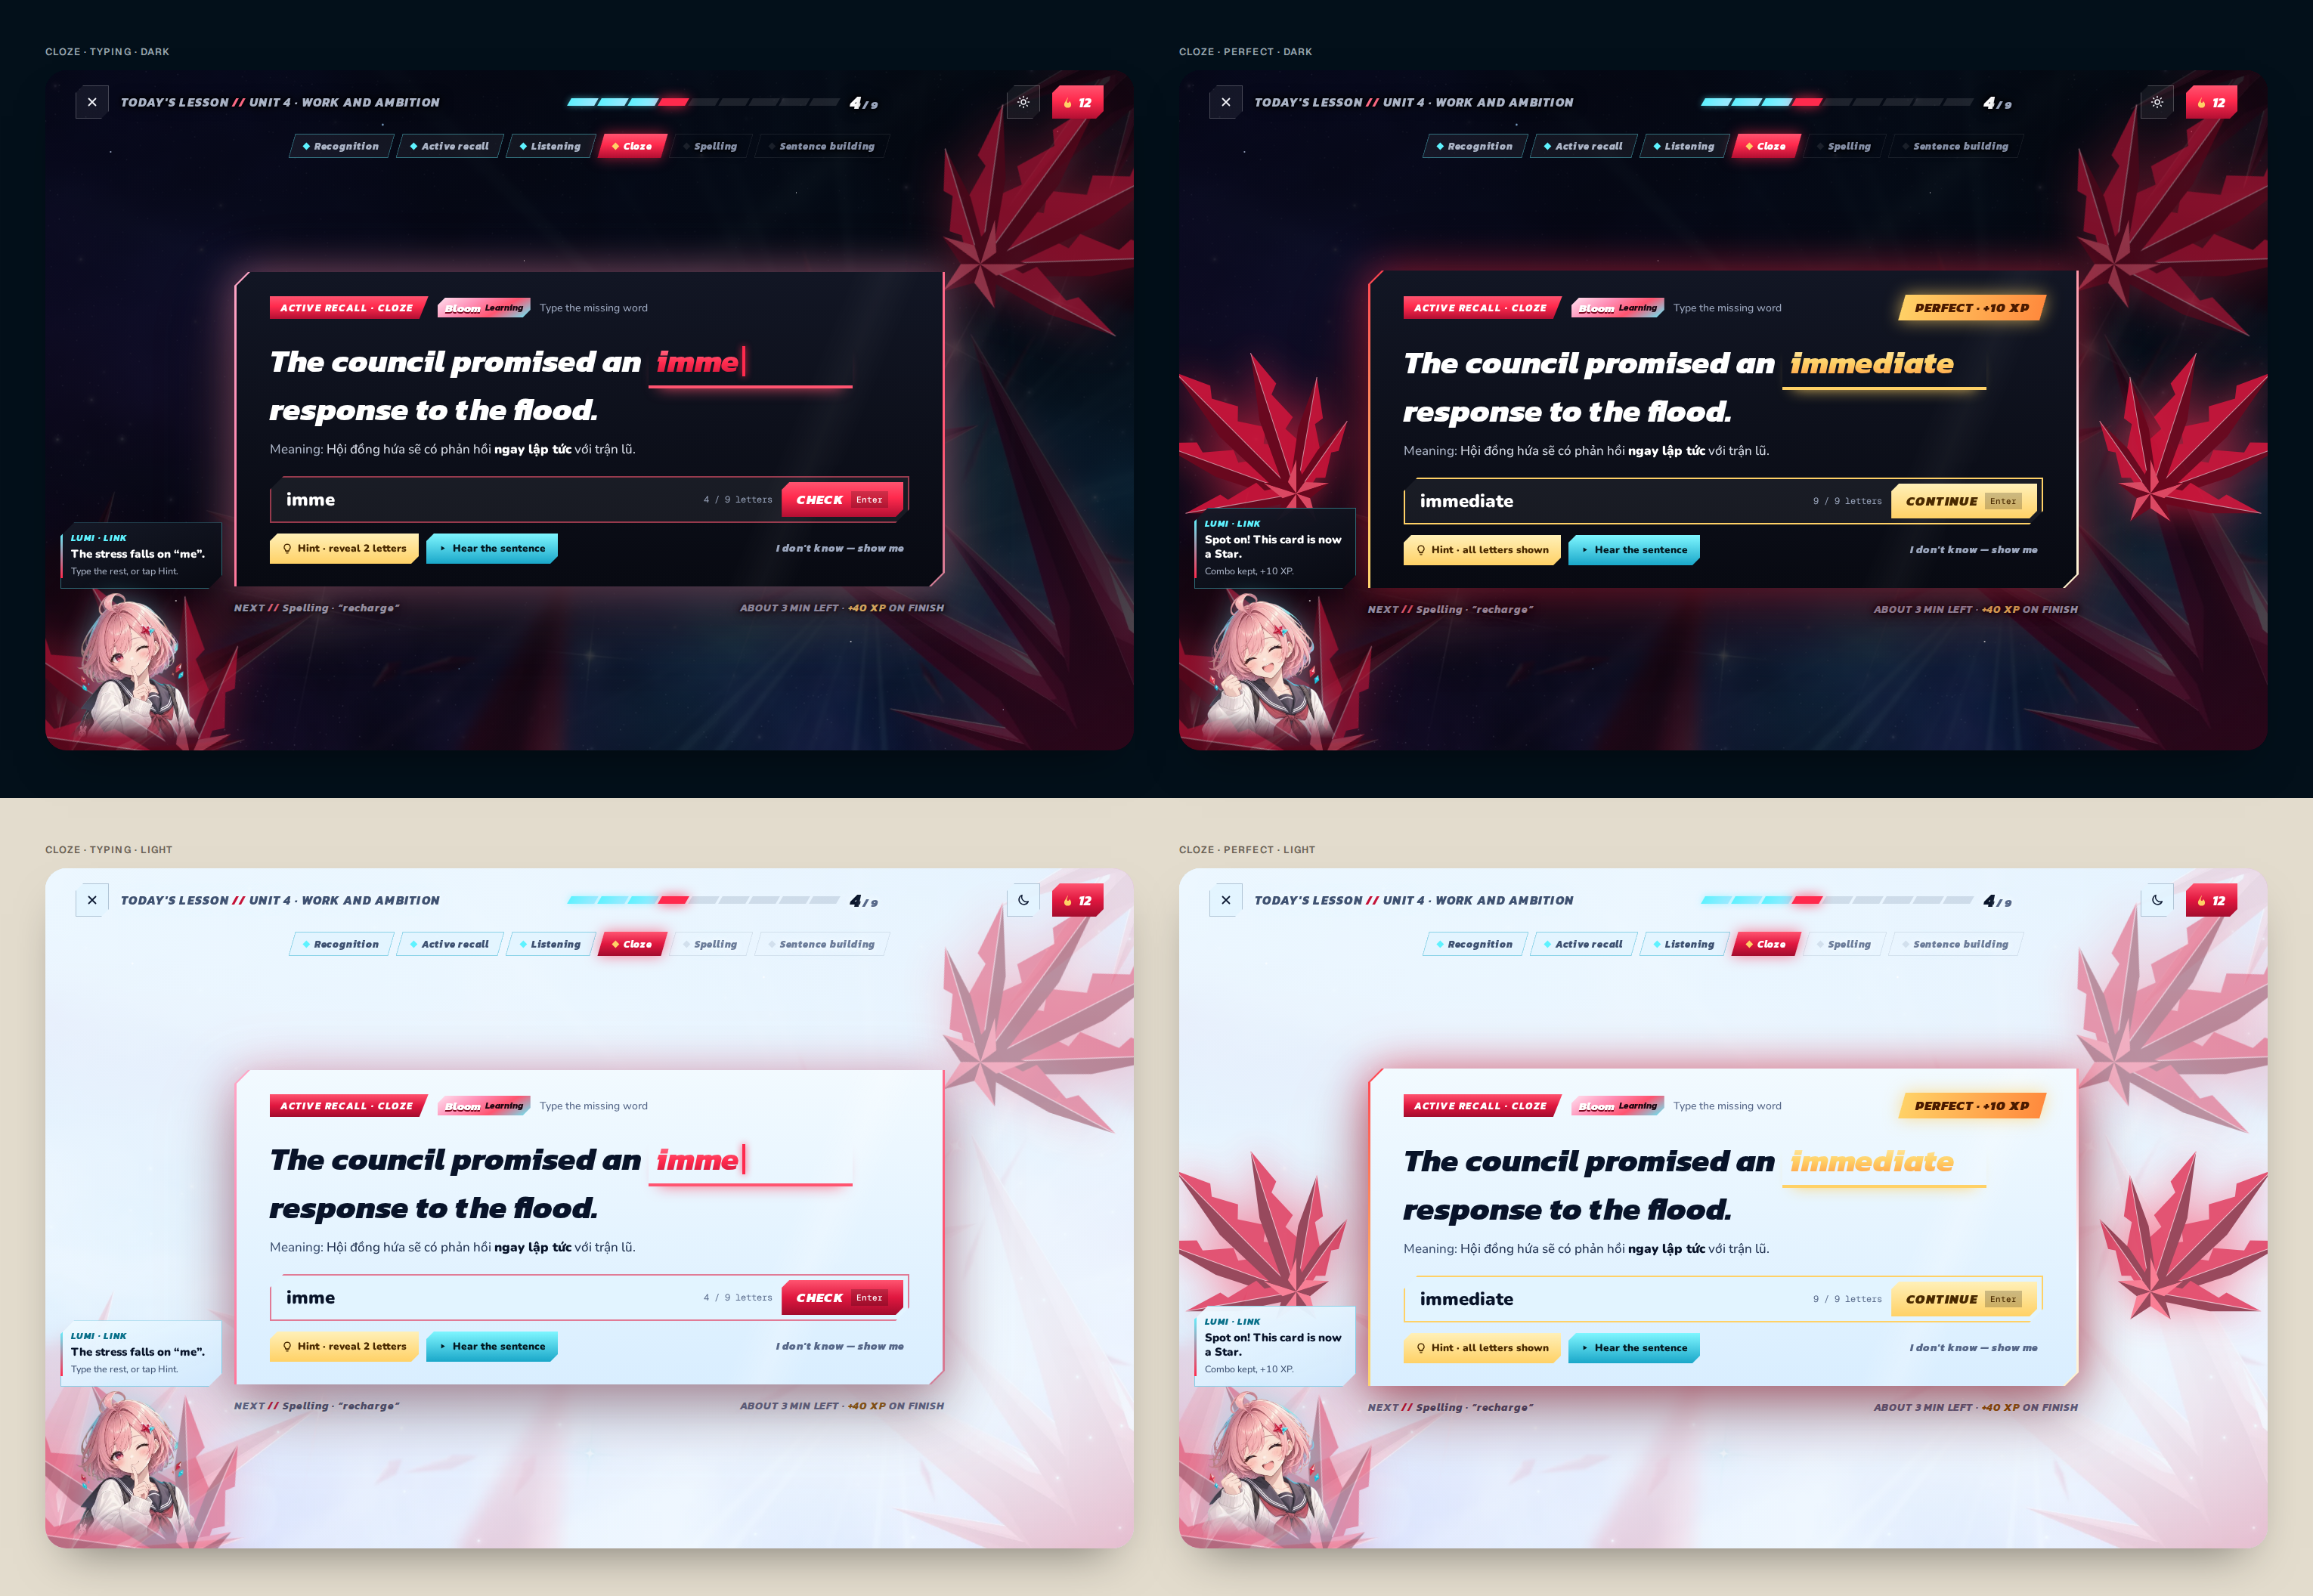 CLOZE · TYPING · DARK
TODAY'S LESSON // UNIT 4 · WORK AND AMBITION
4 / 9
12
Recognition
Active recall
Listening
Cloze
Spelling
Sentence building
ACTIVE RECALL · CLOZE
Bloom Learning
Type the missing word
The council promised an imme
response to the flood.
Meaning: Hội đồng hứa sẽ có phản hồi ngay lập tức với trận lũ.
imme
4 / 9 letters
CHECK Enter
Hint · reveal 2 letters
Hear the sentence
I don't know — show me
LUMI · LINK
The stress falls on “me”.
Type the rest, or tap Hint.
NEXT // Spelling · "recharge"
ABOUT 3 MIN LEFT · +40 XP ON FINISH
CLOZE · PERFECT · DARK
TODAY'S LESSON // UNIT 4 · WORK AND AMBITION
4 / 9
12
Recognition
Active recall
Listening
Cloze
Spelling
Sentence building
ACTIVE RECALL · CLOZE
Bloom Learning
Type the missing word
PERFECT · +10 XP
The council promised an immediate
response to the flood.
Meaning: Hội đồng hứa sẽ có phản hồi ngay lập tức với trận lũ.
immediate
9 / 9 letters
CONTINUE Enter
Hint · all letters shown
Hear the sentence
I don't know — show me
LUMI · LINK
Spot on! This card is now
a Star.
Combo kept, +10 XP.
NEXT // Spelling · "recharge"
ABOUT 3 MIN LEFT · +40 XP ON FINISH
CLOZE · TYPING · LIGHT
TODAY'S LESSON // UNIT 4 · WORK AND AMBITION
4 / 9
12
Recognition
Active recall
Listening
Cloze
Spelling
Sentence building
ACTIVE RECALL · CLOZE
Bloom Learning
Type the missing word
The council promised an imme
response to the flood.
Meaning: Hội đồng hứa sẽ có phản hồi ngay lập tức với trận lũ.
imme
4 / 9 letters
CHECK Enter
Hint · reveal 2 letters
Hear the sentence
I don't know — show me
LUMI · LINK
The stress falls on “me”.
Type the rest, or tap Hint.
NEXT // Spelling · "recharge"
ABOUT 3 MIN LEFT · +40 XP ON FINISH
CLOZE · PERFECT · LIGHT
TODAY'S LESSON // UNIT 4 · WORK AND AMBITION
4 / 9
12
Recognition
Active recall
Listening
Cloze
Spelling
Sentence building
ACTIVE RECALL · CLOZE
Bloom Learning
Type the missing word
PERFECT · +10 XP
The council promised an immediate
response to the flood.
Meaning: Hội đồng hứa sẽ có phản hồi ngay lập tức với trận lũ.
immediate
9 / 9 letters
CONTINUE Enter
Hint · all letters shown
Hear the sentence
I don't know — show me
LUMI · LINK
Spot on! This card is now
a Star.
Combo kept, +10 XP.
NEXT // Spelling · "recharge"
ABOUT 3 MIN LEFT · +40 XP ON FINISH